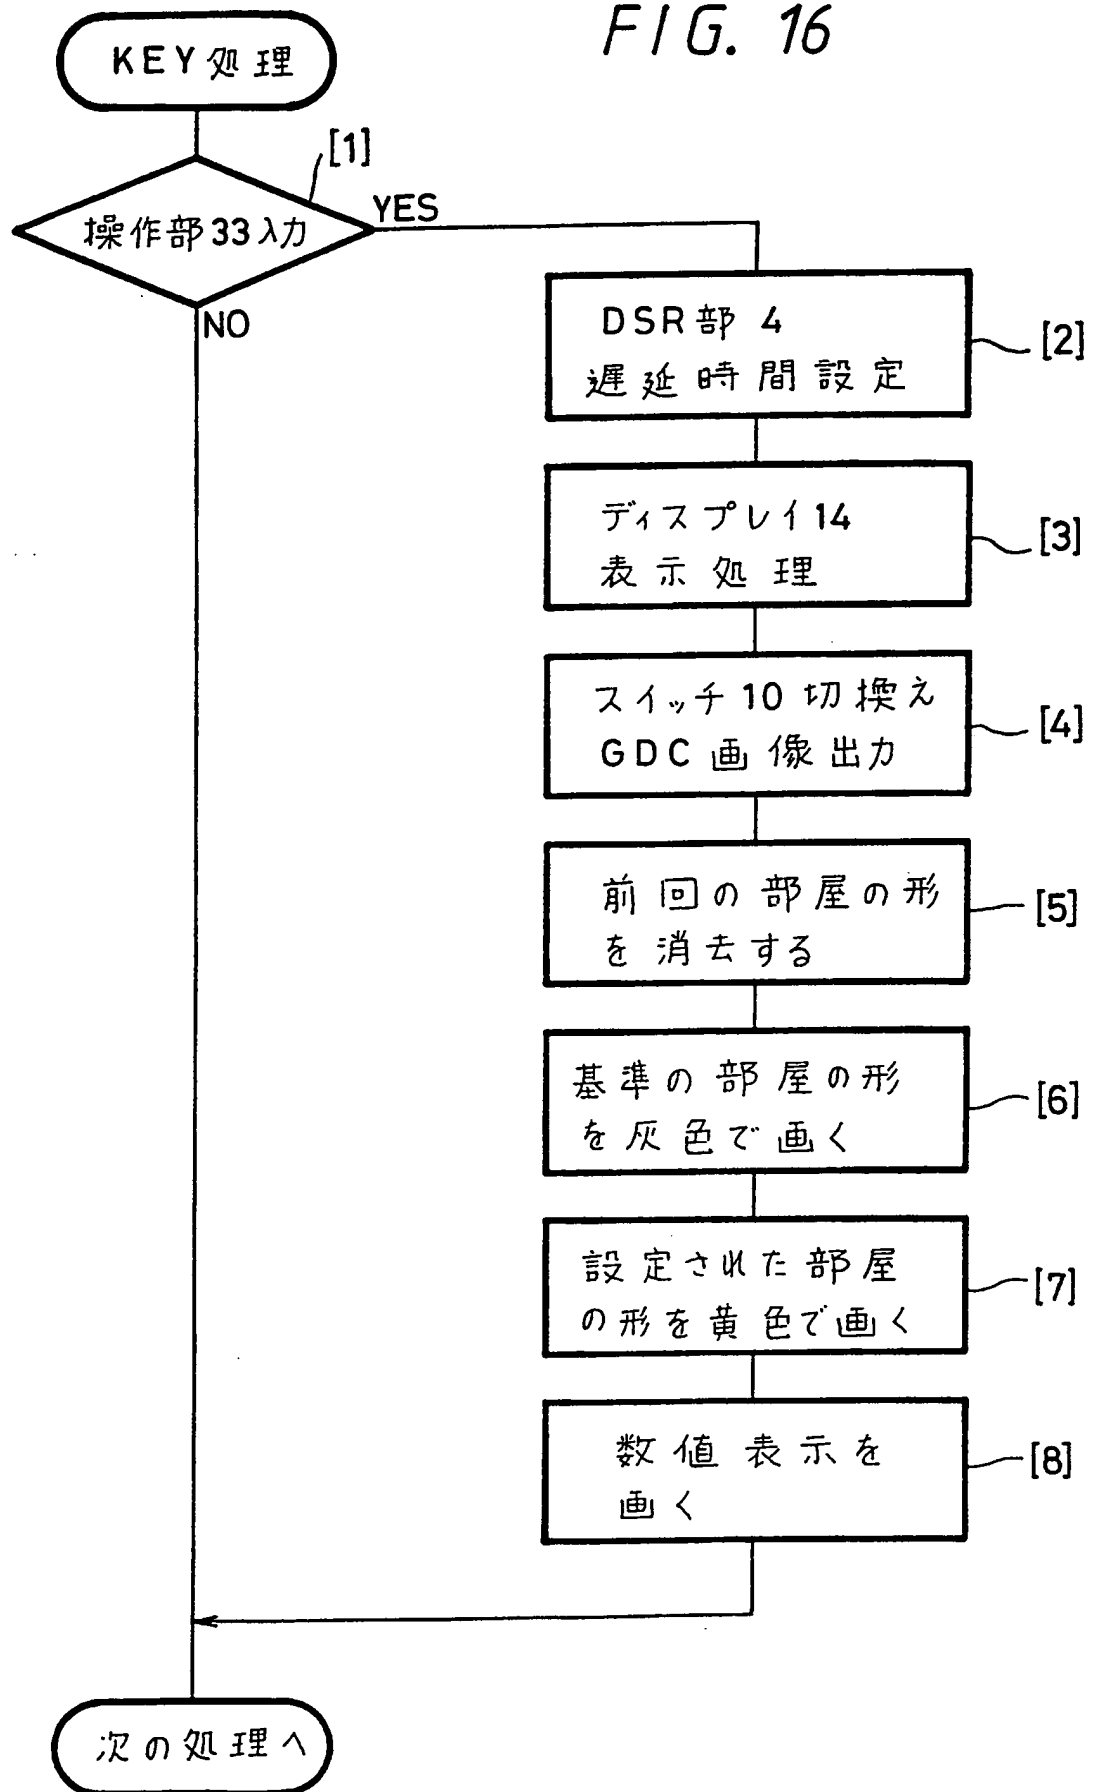 FIG. 16
KEY処理
[1]
操作部33入力
YES
NO
DSR部 4
遅延時間設定
[2]
ディスプレイ14
表示処理
[3]
スイッチ10切換え
GDC画像出力
[4]
前回の部屋の形
を消去する
[5]
基準の部屋の形
を灰色で画く
[6]
設定された部屋
の形を黄色で画く
[7]
数値表示を
画く
[8]
次の処理へ